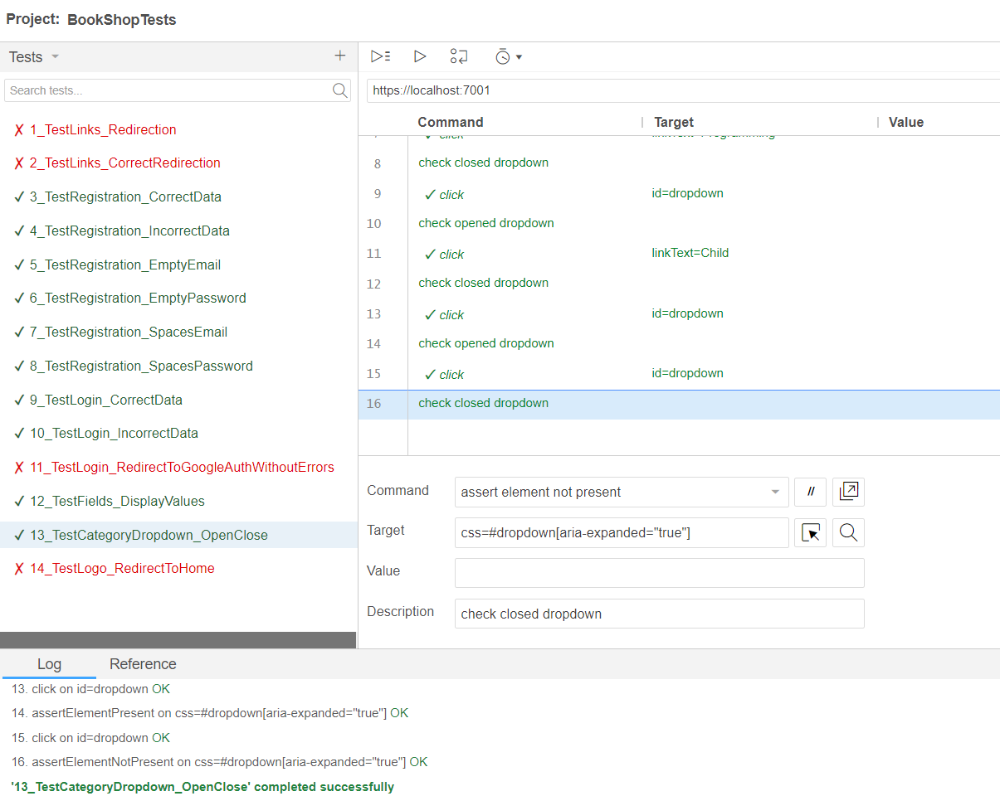 Project: BookShopTests
Tests
Search tests...
1_TestLinks_Redirection
2_TestLinks_CorrectRedirection
3_TestRegistration_CorrectData
4_TestRegistration_IncorrectData
5_TestRegistration_EmptyEmail
6_TestRegistration_EmptyPassword
7_TestRegistration_SpacesEmail
8_TestRegistration_SpacesPassword
9_TestLogin_CorrectData
10_TestLogin_IncorrectData
11_TestLogin_RedirectToGoogleAuthWithoutErrors
12_TestFields_DisplayValues
13_TestCategoryDropdown_OpenClose
14_TestLogo_RedirectToHome
https://localhost:7001
Command Target Value
click linkText=Programming
8 check closed dropdown
9 ✓ click id=dropdown
10 check opened dropdown
11 ✓ click linkText=Child
12 check closed dropdown
13 ✓ click id=dropdown
14 check opened dropdown
15 ✓ click id=dropdown
16 check closed dropdown
Command assert element not present //
Target css=#dropdown[aria-expanded="true"]
Value
Description check closed dropdown
Log Reference
13. click on id=dropdown OK
14. assertElementPresent on css=#dropdown[aria-expanded="true"] OK
15. click on id=dropdown OK
16. assertElementNotPresent on css=#dropdown[aria-expanded="true"] OK
'13_TestCategoryDropdown_OpenClose' completed successfully